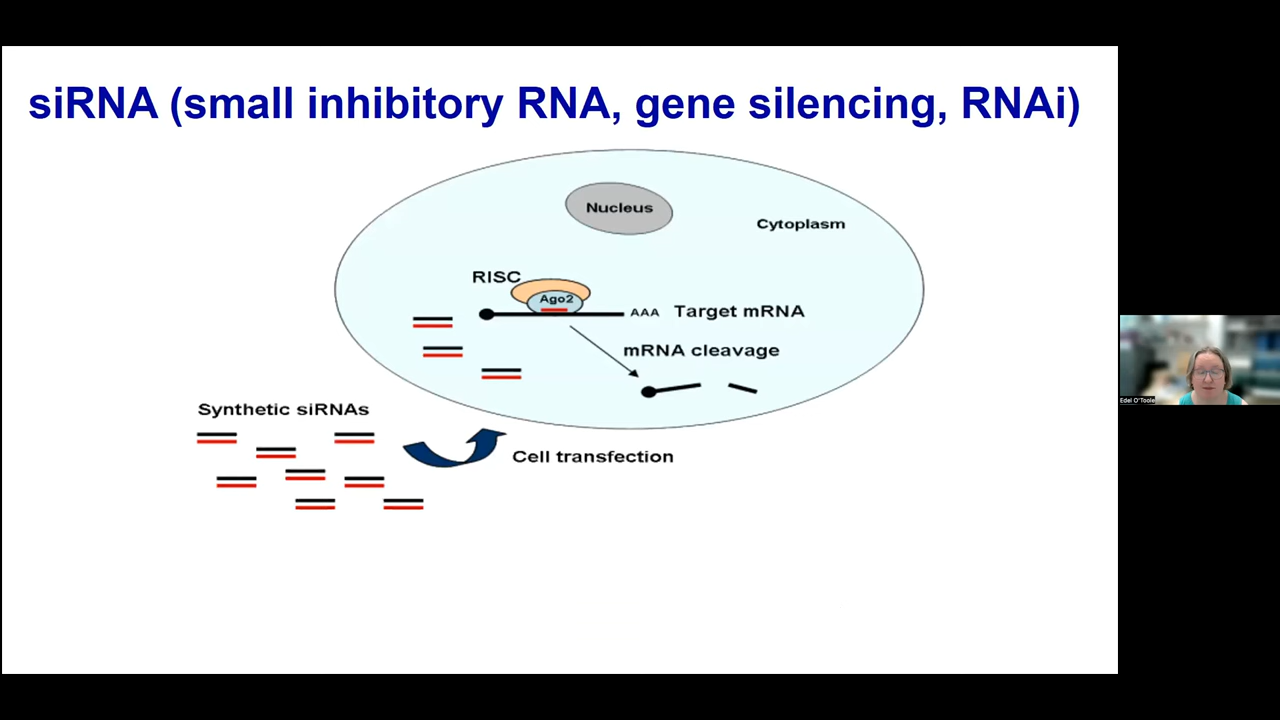 siRNA (small inhibitory RNA, gene silencing, RNAi)
Nucleus
Cytoplasm
RISC
Ago2
AAA Target mRNA
mRNA cleavage
Synthetic siRNAs
Cell transfection
Edel O'Toole